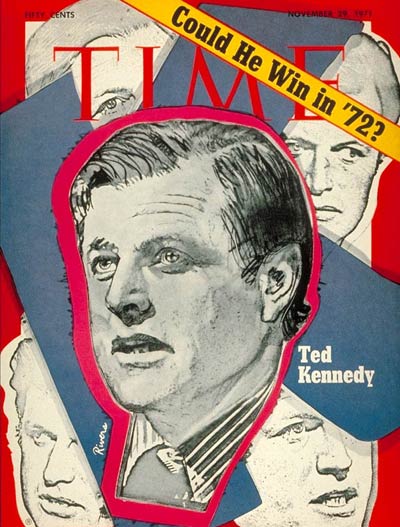 FIFTY CENTS
NOVEMBER 29, 1971
TIME
Could He Win in '72?
Ted
Kennedy
Rivers